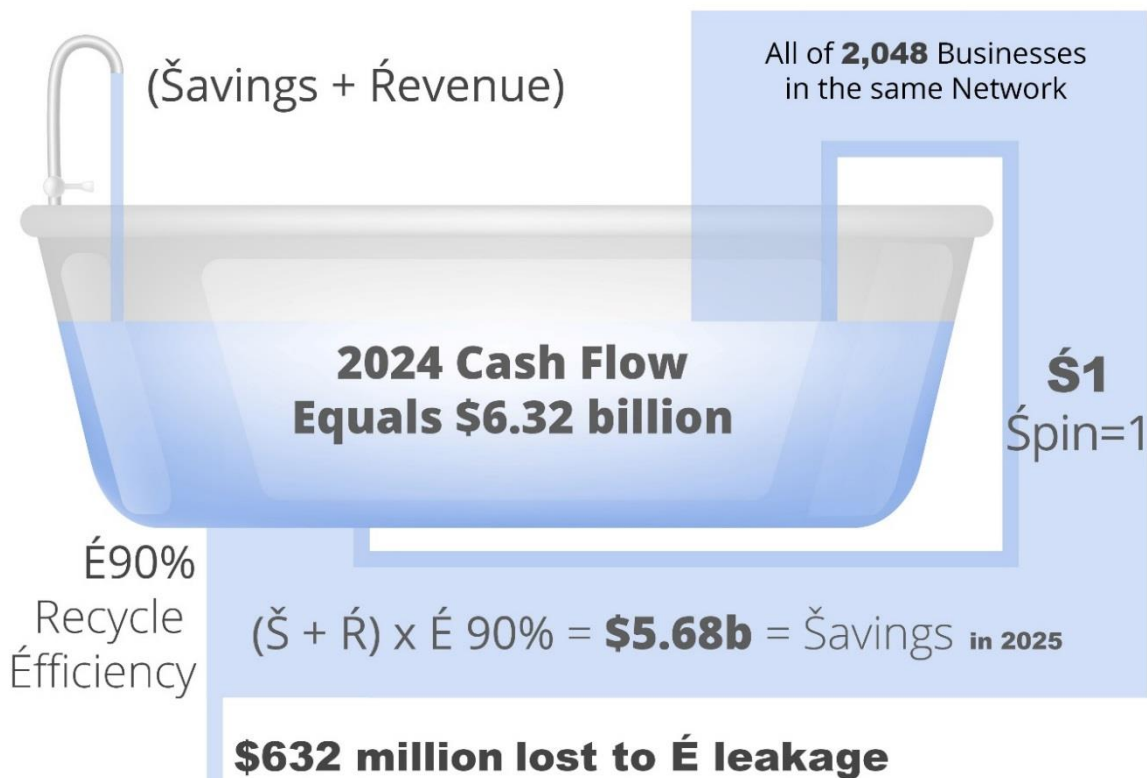 (Šavings + Ŕevenue)
All of 2,048 Businesses
in the same Network
2024 Cash Flow
Equals $6.32 billion
Ś1
Śpin=1
É90%
Recycle
Éfficiency
(Š + Ŕ) x É 90% = $5.68b = Šavings in 2025
$632 million lost to É leakage